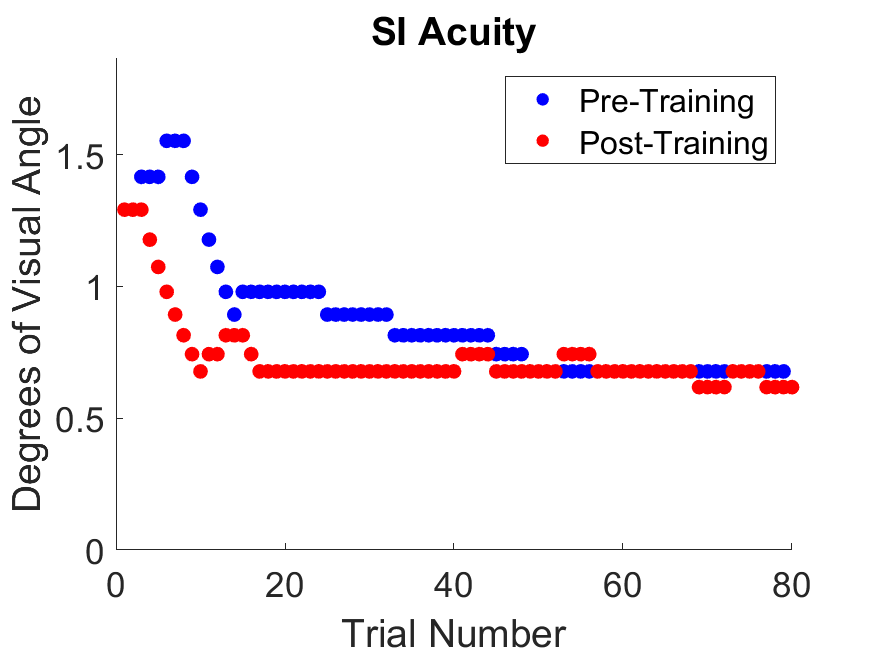 SI Acuity
Pre-Training
Post-Training
Degrees of Visual Angle
1.5
1
0.5
0
0 20 40 60 80
Trial Number